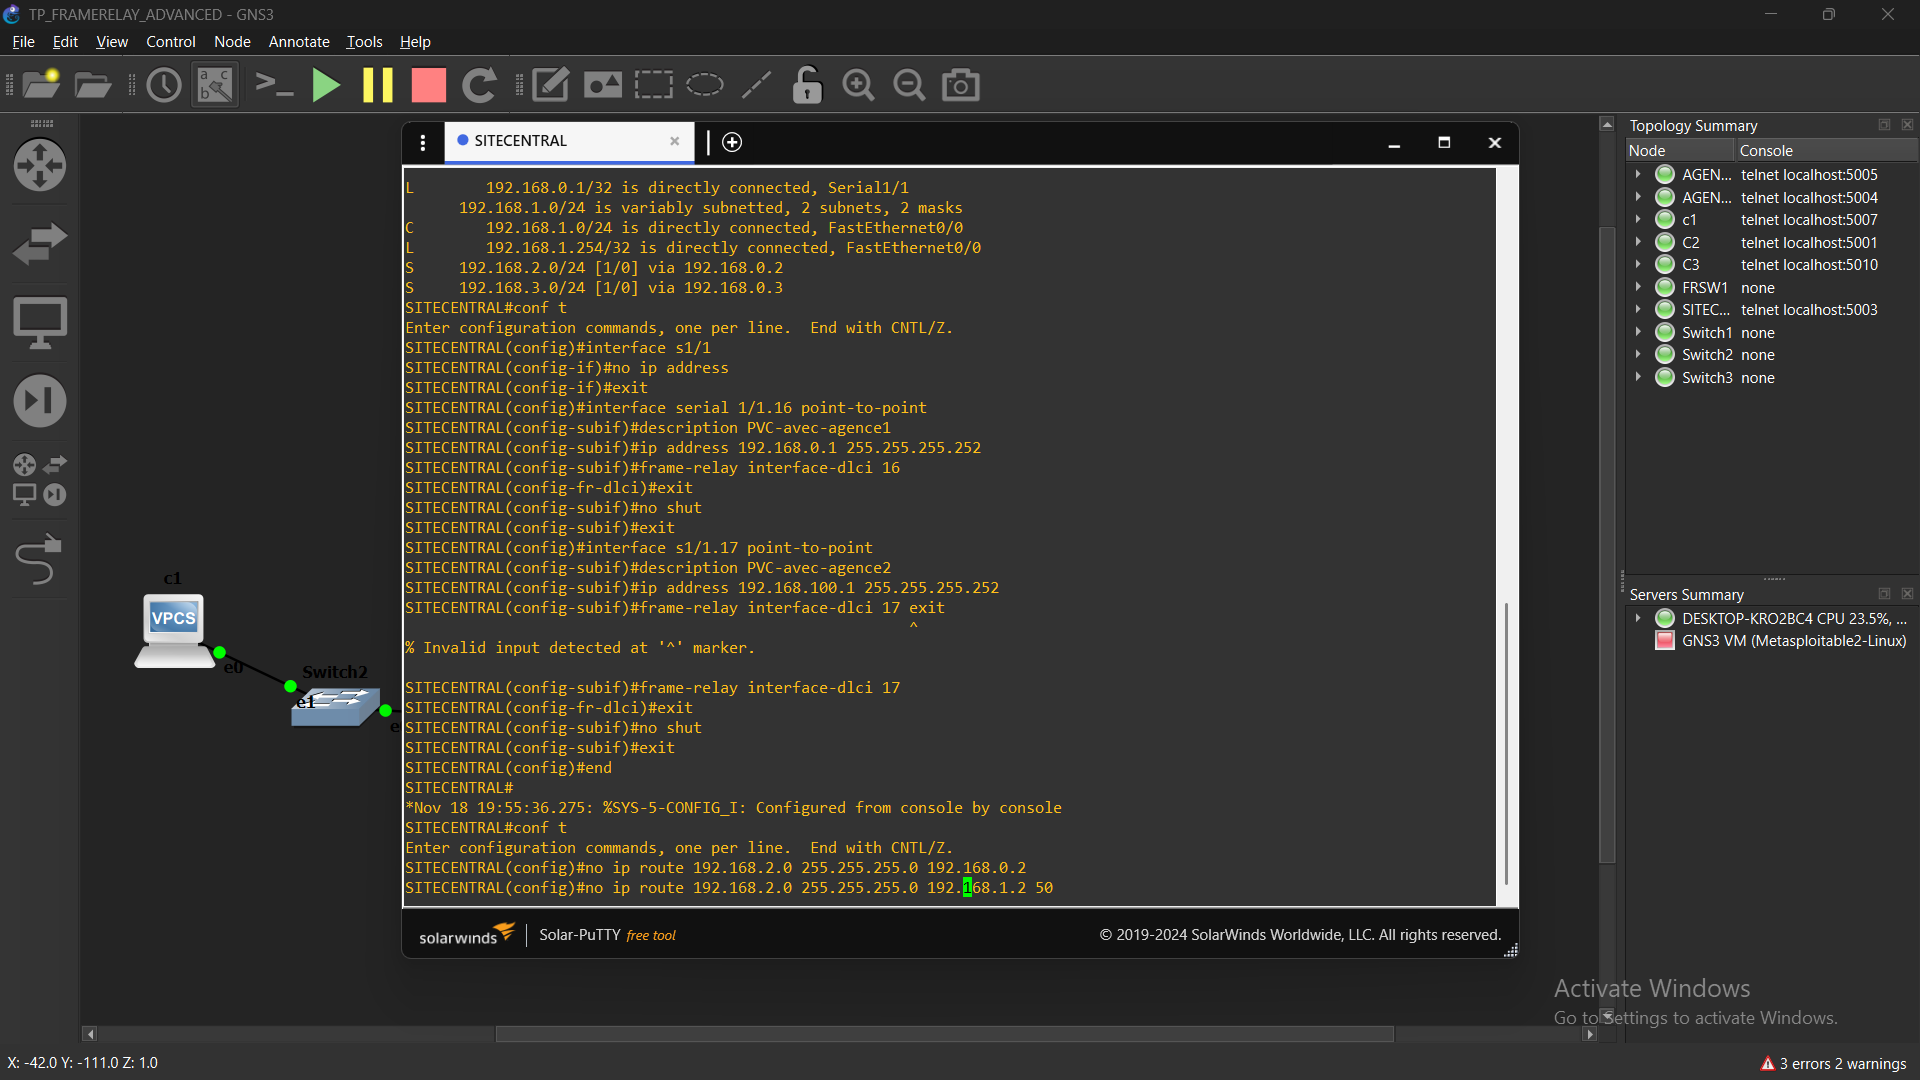 TP_FRAMERELAY_ADVANCED - GNS3
File Edit View Control Node Annotate Tools Help
SITECENTRAL
L        192.168.0.1/32 is directly connected, Serial1/1
      192.168.1.0/24 is variably subnetted, 2 subnets, 2 masks
C        192.168.1.0/24 is directly connected, FastEthernet0/0
L        192.168.1.254/32 is directly connected, FastEthernet0/0
S     192.168.2.0/24 [1/0] via 192.168.0.2
S     192.168.3.0/24 [1/0] via 192.168.0.3
SITECENTRAL#conf t
Enter configuration commands, one per line.  End with CNTL/Z.
SITECENTRAL(config)#interface s1/1
SITECENTRAL(config-if)#no ip address
SITECENTRAL(config-if)#exit
SITECENTRAL(config)#interface serial 1/1.16 point-to-point
SITECENTRAL(config-subif)#description PVC-avec-agence1
SITECENTRAL(config-subif)#ip address 192.168.0.1 255.255.255.252
SITECENTRAL(config-subif)#frame-relay interface-dlci 16
SITECENTRAL(config-fr-dlci)#exit
SITECENTRAL(config-subif)#no shut
SITECENTRAL(config-subif)#exit
SITECENTRAL(config)#interface s1/1.17 point-to-point
SITECENTRAL(config-subif)#description PVC-avec-agence2
SITECENTRAL(config-subif)#ip address 192.168.100.1 255.255.255.252
SITECENTRAL(config-subif)#frame-relay interface-dlci 17 exit
^
% Invalid input detected at '^' marker.
SITECENTRAL(config-subif)#frame-relay interface-dlci 17
SITECENTRAL(config-fr-dlci)#exit
SITECENTRAL(config-subif)#no shut
SITECENTRAL(config-subif)#exit
SITECENTRAL(config)#end
SITECENTRAL#
*Nov 18 19:55:36.275: %SYS-5-CONFIG_I: Configured from console by console
SITECENTRAL#conf t
Enter configuration commands, one per line.  End with CNTL/Z.
SITECENTRAL(config)#no ip route 192.168.2.0 255.255.255.0 192.168.0.2
SITECENTRAL(config)#no ip route 192.168.2.0 255.255.255.0 192.168.1.2 50
solarwinds Solar-PuTTY free tool © 2019-2024 SolarWinds Worldwide, LLC. All rights reserved.
c1
VPCS
e0
Switch2
e1
e
Topology Summary
Node Console
AGEN... telnet localhost:5005
AGEN... telnet localhost:5004
c1 telnet localhost:5007
C2 telnet localhost:5001
C3 telnet localhost:5010
FRSW1 none
SITEC... telnet localhost:5003
Switch1 none
Switch2 none
Switch3 none
Servers Summary
DESKTOP-KRO2BC4 CPU 23.5%, ...
GNS3 VM (Metasploitable2-Linux)
Activate Windows
Go to Settings to activate Windows.
X: -42.0 Y: -111.0 Z: 1.0
3 errors 2 warnings